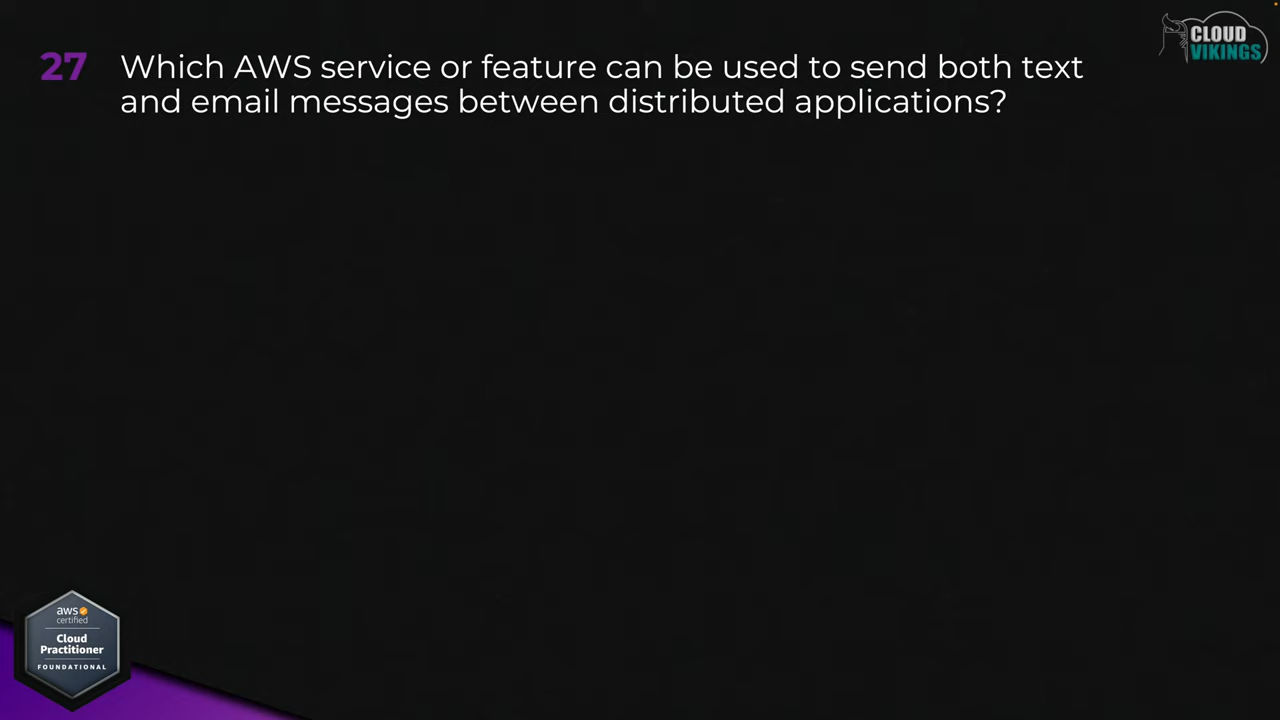 CLOUD
VIKINGS
27 Which AWS service or feature can be used to send both text
and email messages between distributed applications?
aws
certified
Cloud
Practitioner
FOUNDATIONAL